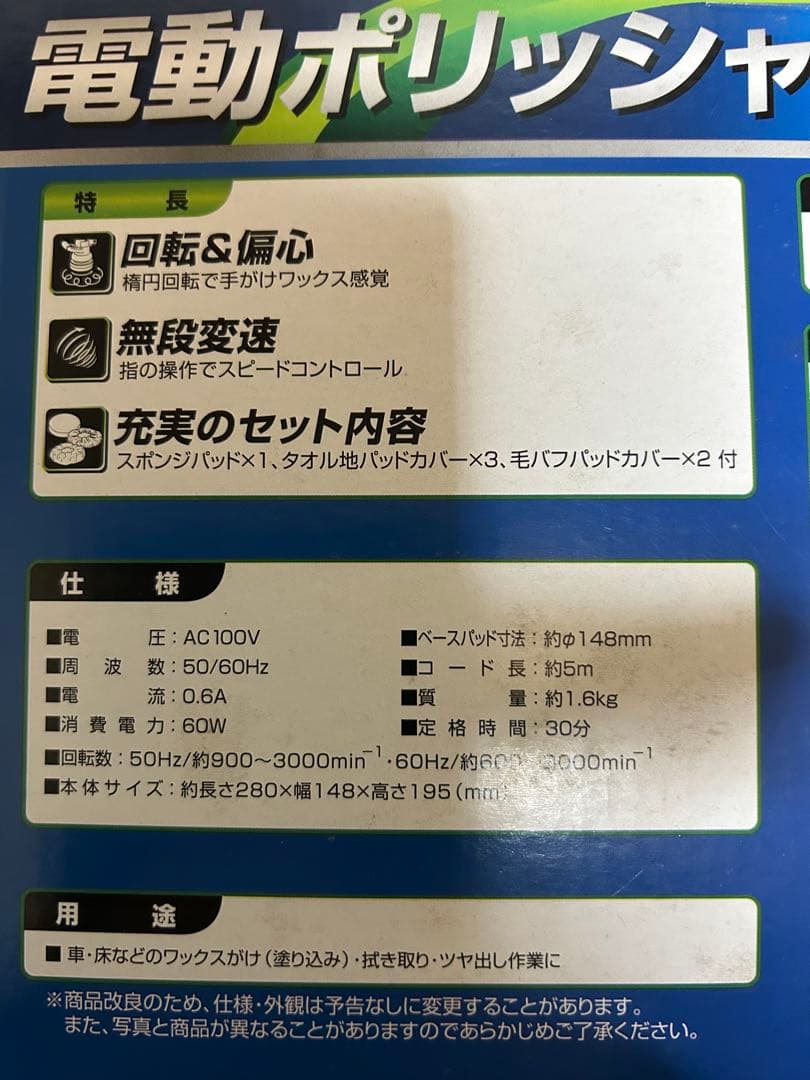 電動ポリッシャ
特長
回転&偏心
楕円回転で手がけワックス感覚
無段変速
指の操作でスピードコントロール
充実のセット内容
スポンジパッド×1、タオル地パッドカバー×3、毛バフパッドカバー×2 付
仕様
■電圧：AC100V
■周波数：50/60Hz
■電流：0.6A
■消費電力：60W
■ベースパッド寸法：約φ148mm
■コード長：約5m
■質量：約1.6kg
■定格時間：30分
■回転数：50Hz/約900〜3000min⁻¹・60Hz/約600〜3000min⁻¹
■本体サイズ：約長さ280×幅148×高さ195(mm)
用途
■ 車・床などのワックスがけ(塗り込み)・拭き取り・ツヤ出し作業に
※商品改良のため、仕様・外観は予告なしに変更することがあります。
また、写真と商品が異なることがありますのであらかじめご了承ください。